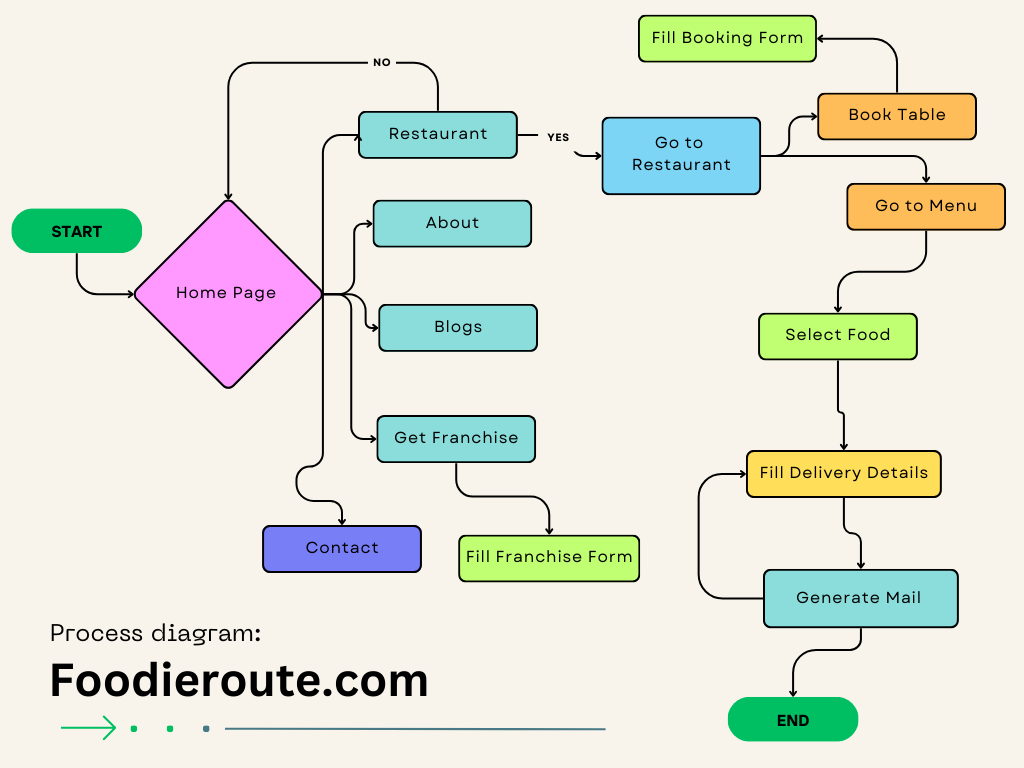 Fill Booking Form
NO
Book Table
Restaurant
YES
Go to
Restaurant
Go to Menu
About
START
Home Page
Blogs
Select Food
Get Franchise
Fill Delivery Details
Contact
Fill Franchise Form
Generate Mail
Process diagram:
Foodieroute.com
END